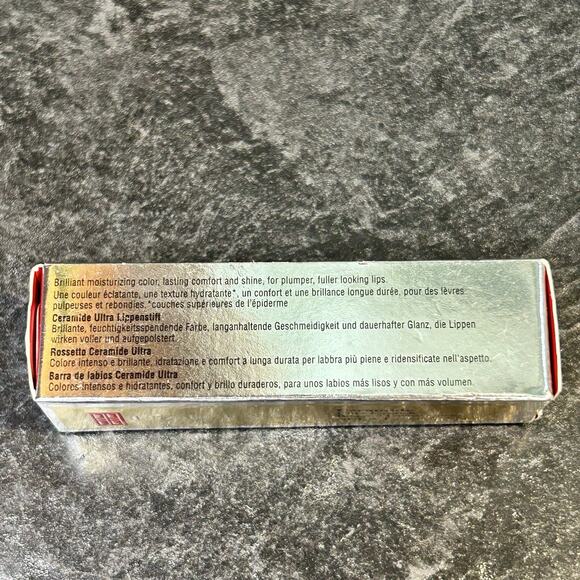 Brilliant moisturizing color, lasting comfort and shine, for plumper, fuller looking lips.
Une couleur éclatante, une texture hydratante*, un confort et une brillance longue durée, pour des lèvres
pulpeuses et rebondies. *couches supérieures de l'épiderme
Ceramide Ultra Lippenstift
Brillante, feuchtigkeitsspendende Farbe, langanhaltende Geschmeidigkeit und dauerhafter Glanz, die Lippen
wirken voller und aufgepolstert.
Rossetto Ceramide Ultra
Colore intenso e brillante, idratazione e comfort a lunga durata per labbra più piene e ridensificate nell'aspetto.
Barra de labios Ceramide Ultra
Colores intensos e hidratantes, confort y brillo duraderos, para unos labios más lisos y con más volumen.